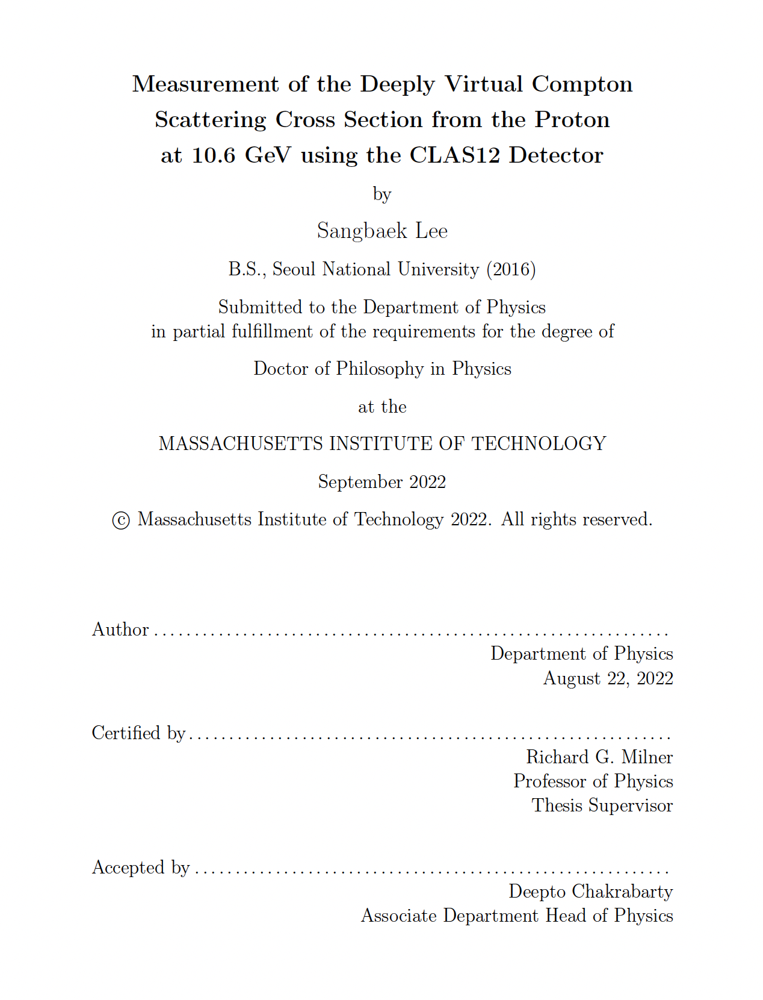 Measurement of the Deeply Virtual Compton
Scattering Cross Section from the Proton
at 10.6 GeV using the CLAS12 Detector
by
Sangbaek Lee
B.S., Seoul National University (2016)
Submitted to the Department of Physics
in partial fulfillment of the requirements for the degree of
Doctor of Philosophy in Physics
at the
MASSACHUSETTS INSTITUTE OF TECHNOLOGY
September 2022
© Massachusetts Institute of Technology 2022. All rights reserved.
Author ................................................................
Department of Physics
August 22, 2022
Certified by ............................................................
Richard G. Milner
Professor of Physics
Thesis Supervisor
Accepted by ...........................................................
Deepto Chakrabarty
Associate Department Head of Physics